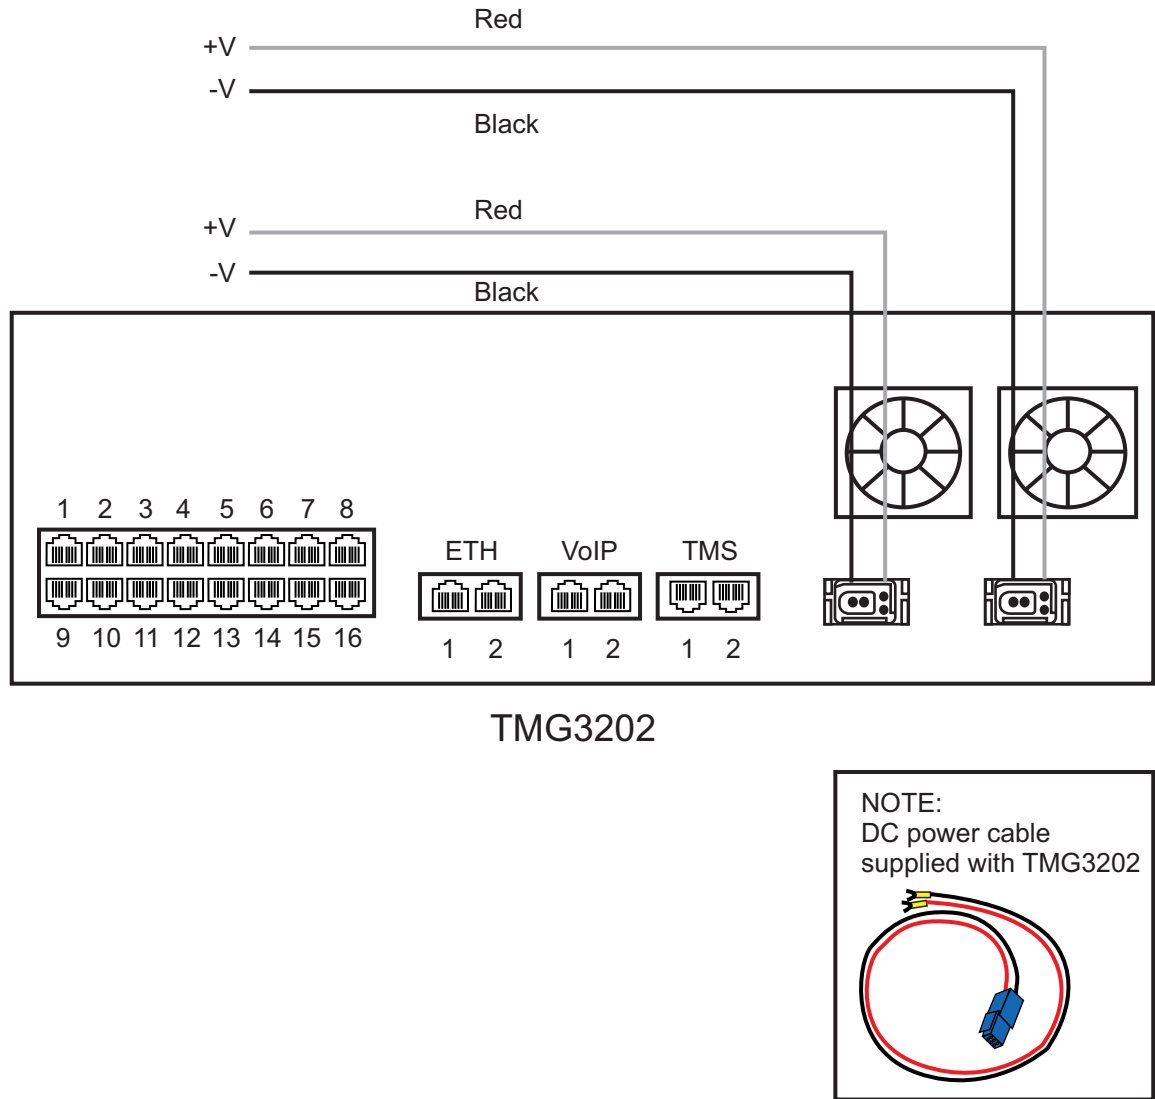 Red
+V
-V
Black
Red
+V
-V
Black
1 2 3 4 5 6 7 8
ETH VoIP TMS
9 10 11 12 13 14 15 16
1 2 1 2 1 2
TMG3202
NOTE:
DC power cable
supplied with TMG3202